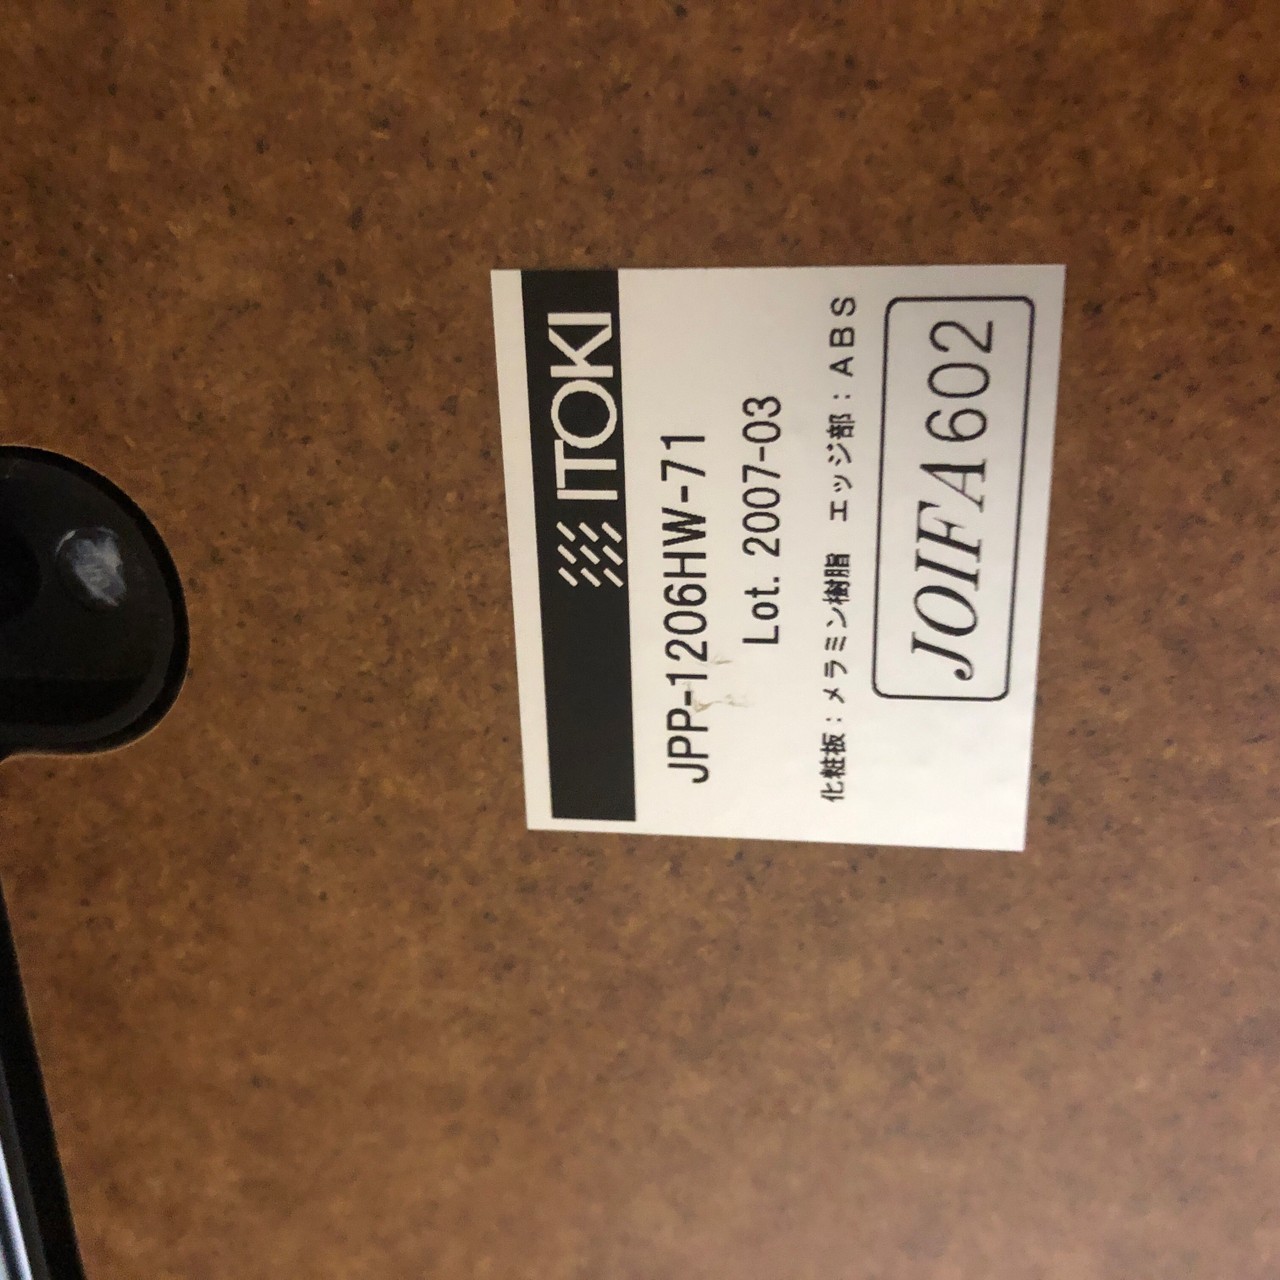 ITOKI
JPP-1206HW-71
Lot. 2007-03
化粧板：メラミン樹脂　エッジ部：ABS
JOIFA602